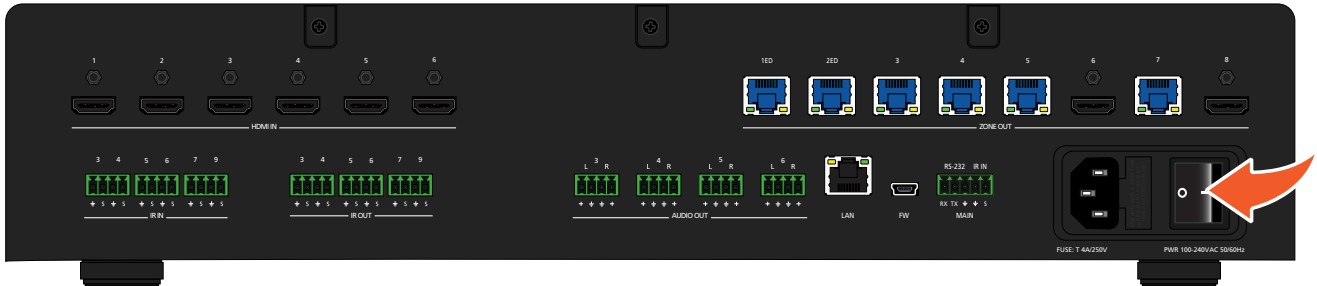 1 2 3 4 5 6
HDMI IN
1ED 2ED 3 4 5 6 7 8
ZONE OUT
3 4 5 6 7 9
S S S S S S
IR IN
3 4 5 6 7 9
S S S S S S
IR OUT
3 4 5 6
L R L R L R L R
+ + + + + + + +
AUDIO OUT
LAN
FW
RS-232 IR IN
RX TX S
MAIN
FUSE: T 4A/250V
PWR 100-240VAC 50/60Hz